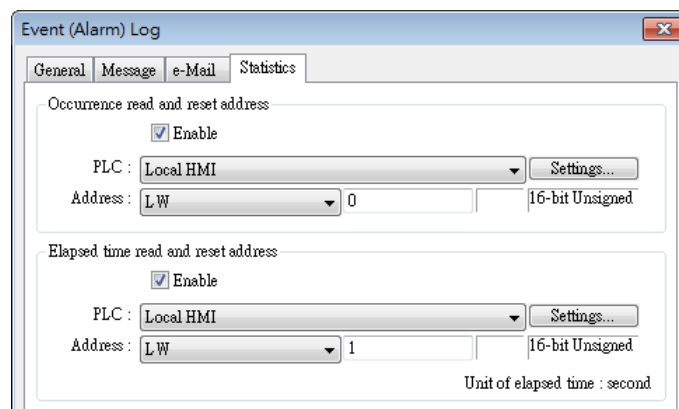 Event (Alarm) Log
General Message e-Mail Statistics
Occurrence read and reset address
Enable
PLC : Local HMI Settings...
Address : LW 0 16-bit Unsigned
Elapsed time read and reset address
Enable
PLC : Local HMI Settings...
Address : LW 1 16-bit Unsigned
Unit of elapsed time : second